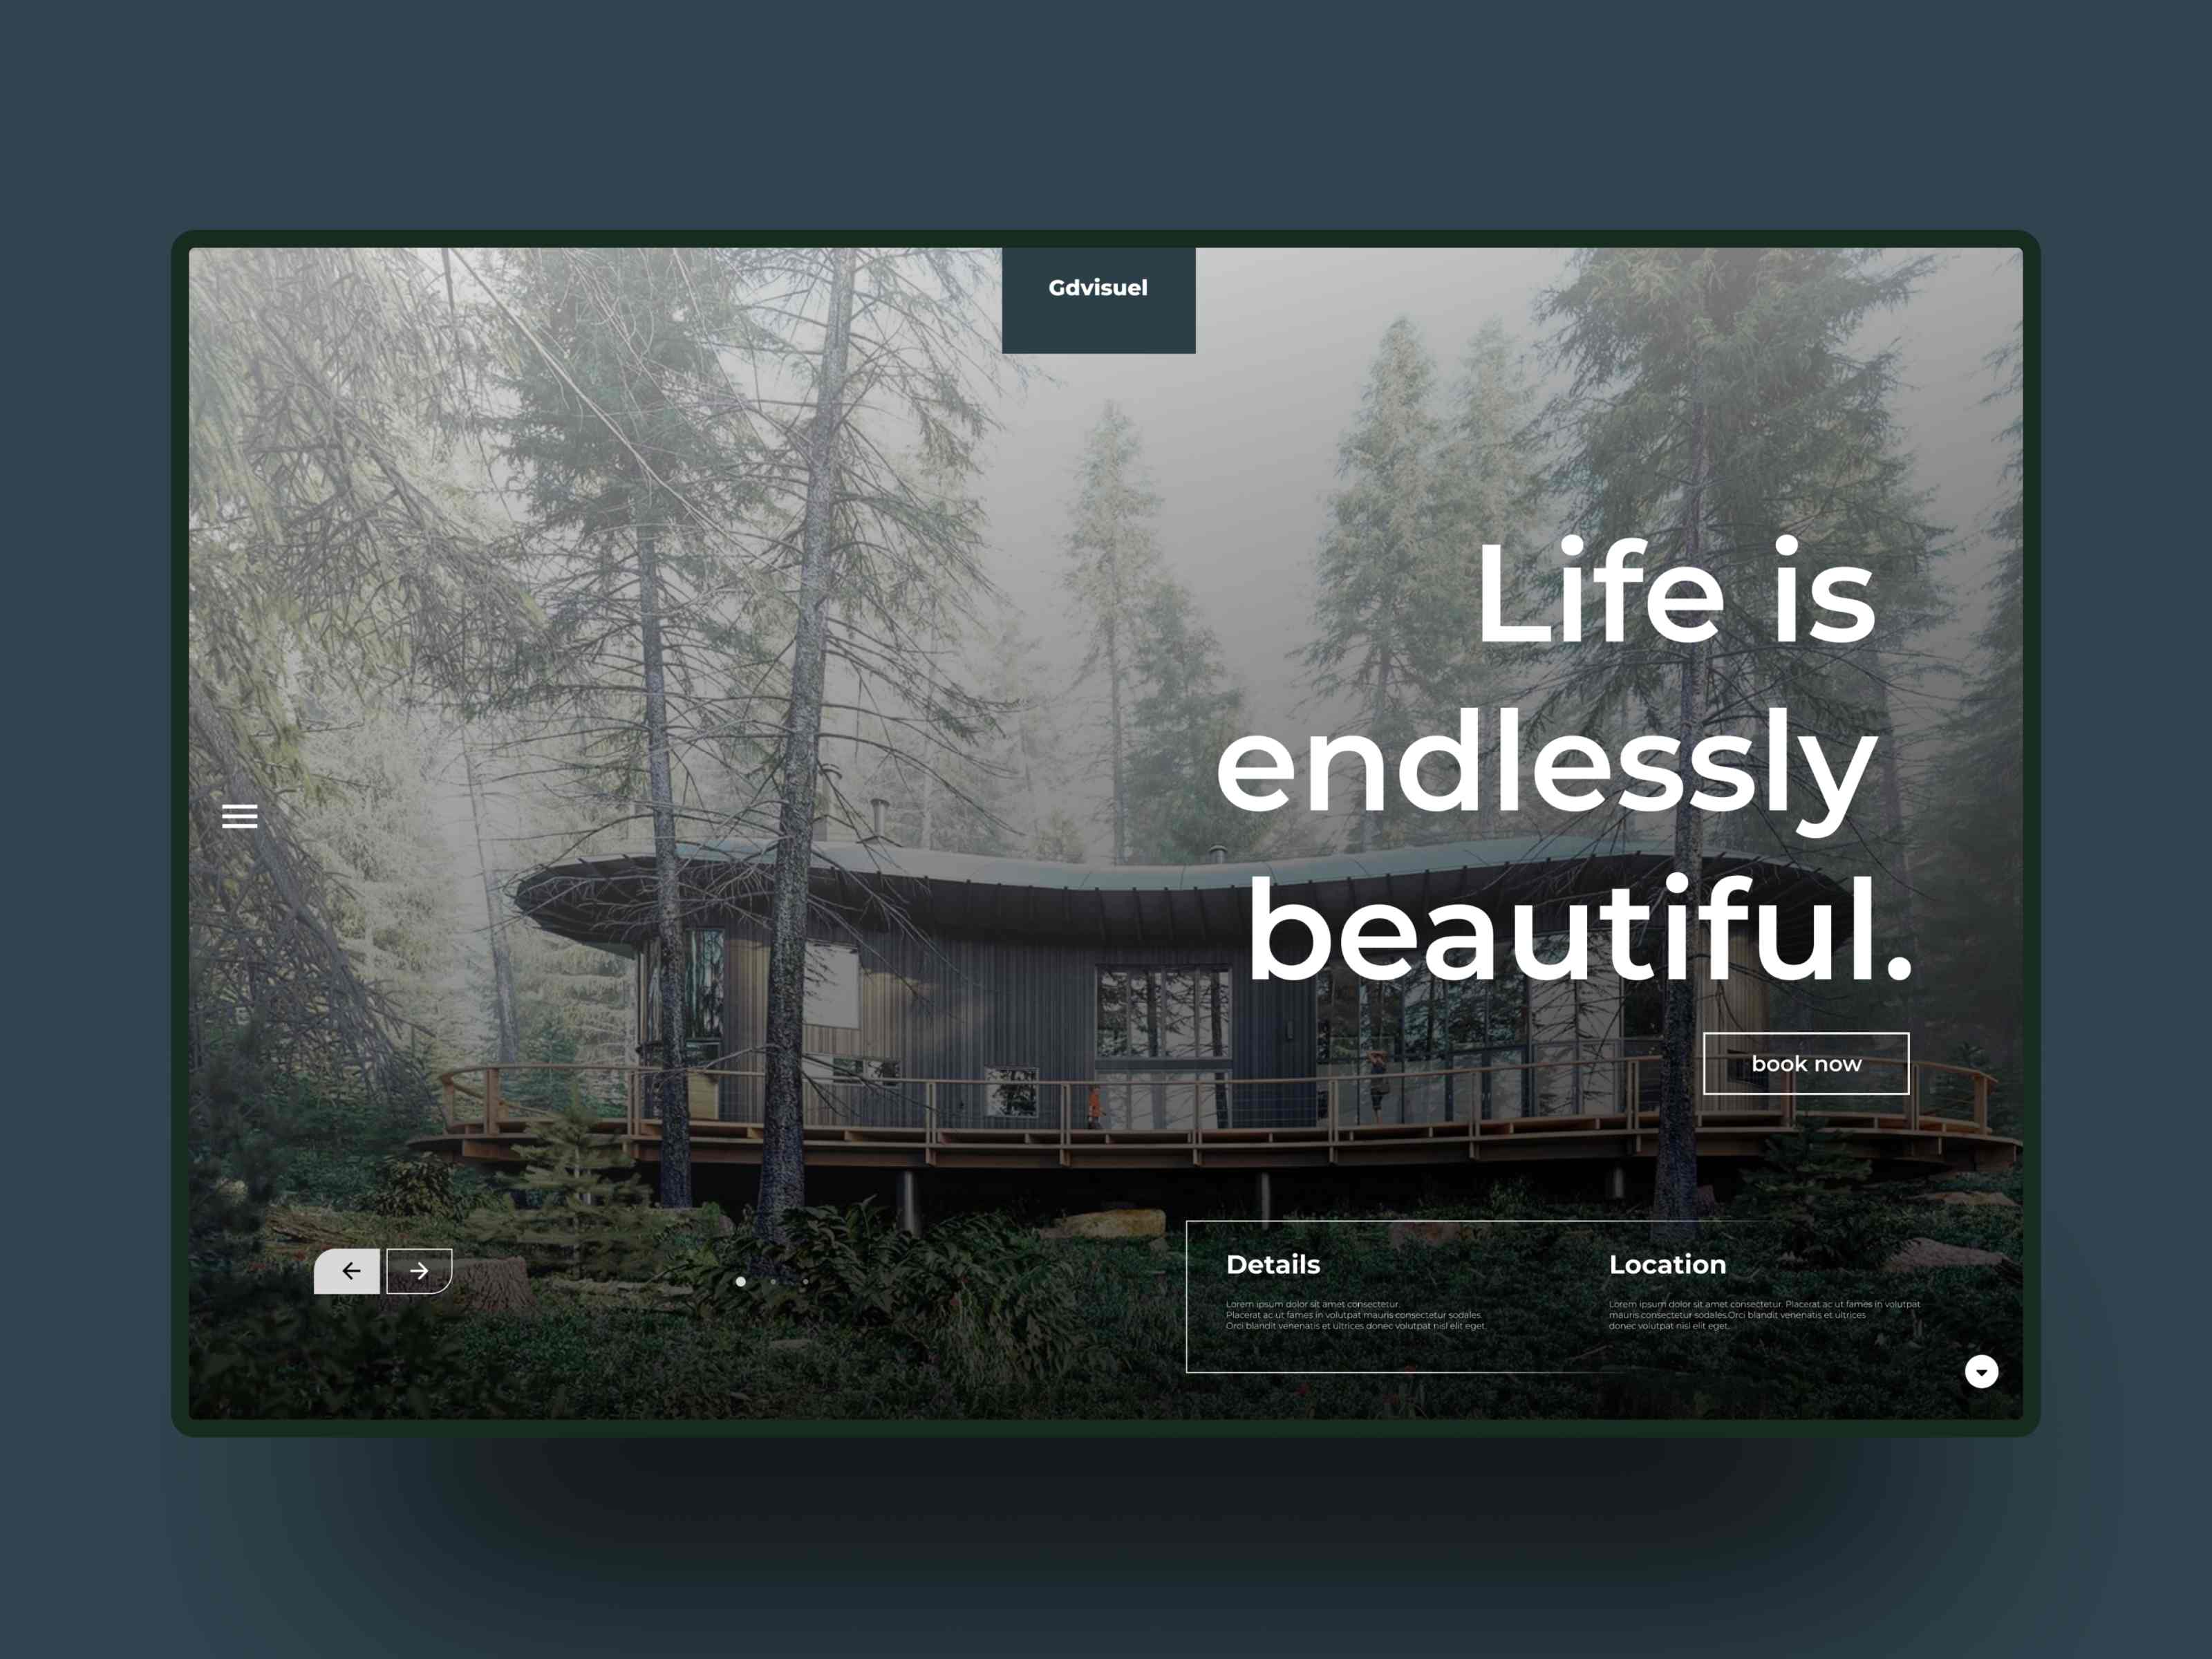 Gdvisuel
Life is
endlessly
beautiful.
book now
Details
Lorem ipsum dolor sit amet consectetur.
Placerat ac ut fames in volutpat mauris consectetur sodales.
Orci blandit venenatis et ultrices donec volutpat nisl elit eget.
Location
Lorem ipsum dolor sit amet consectetur. Placerat ac ut fames in volutpat
mauris consectetur sodales.Orci blandit venenatis et ultrices
donec volutpat nisl elit eget.